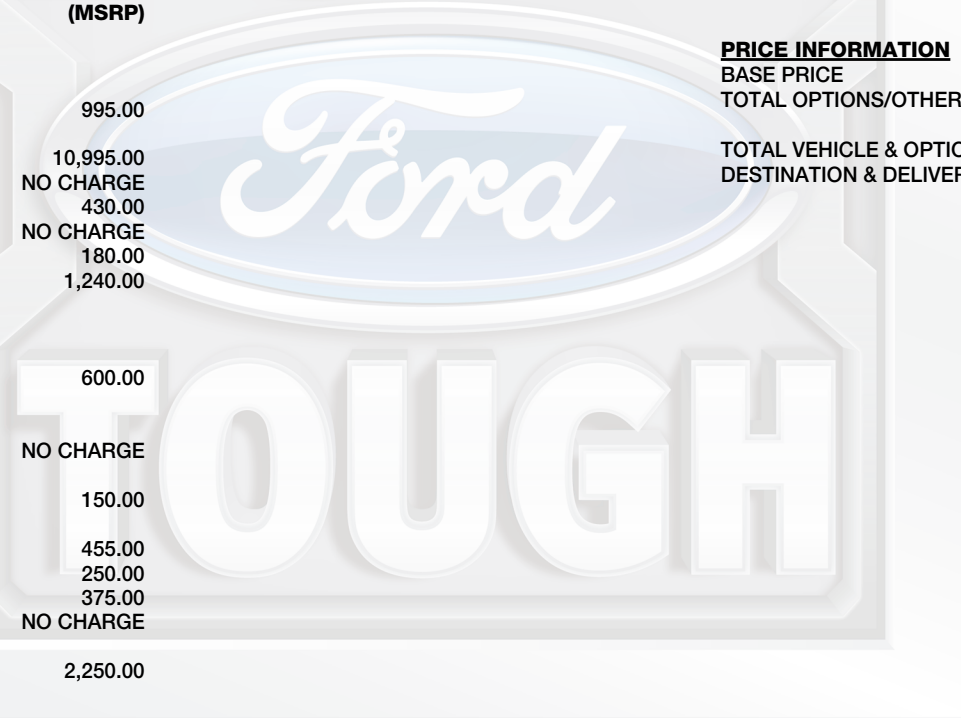 (MSRP)
995.00
10,995.00
NO CHARGE
430.00
NO CHARGE
180.00
1,240.00
600.00
NO CHARGE
150.00
455.00
250.00
375.00
NO CHARGE
2,250.00
PRICE INFORMATION
BASE PRICE
TOTAL OPTIONS/OTHER
TOTAL VEHICLE & OPTIO
DESTINATION & DELIVER
Ford
TOUGH